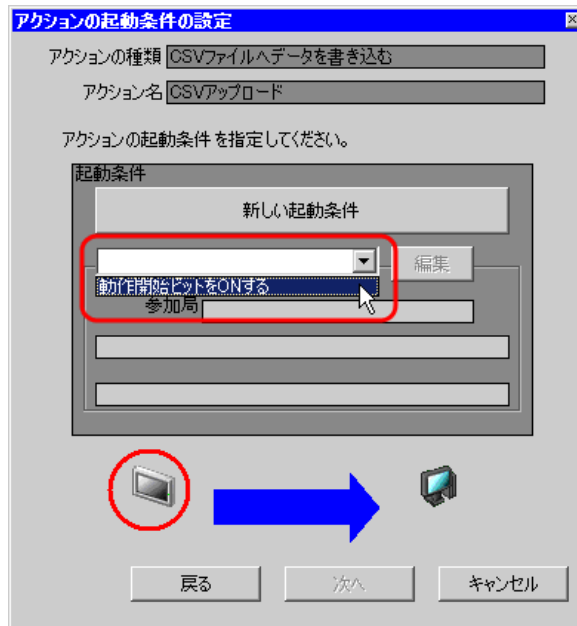 アクションの起動条件の設定
アクションの種類 CSVファイルへデータを書き込む
アクション名 CSVアップロード
アクションの起動条件を指定してください。
起動条件
新しい起動条件
編集
動作開始ビットをONする
参加局
戻る 次へ キャンセル